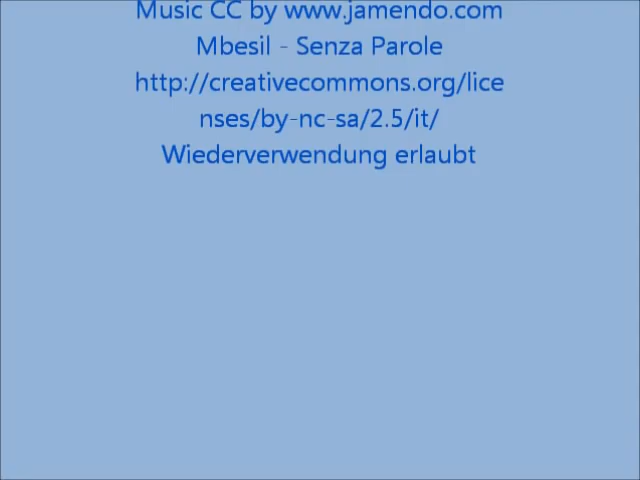 Music CC by www.jamendo.com
Mbesil - Senza Parole
http://creativecommons.org/lice
nses/by-nc-sa/2.5/it/
Wiederverwendung erlaubt